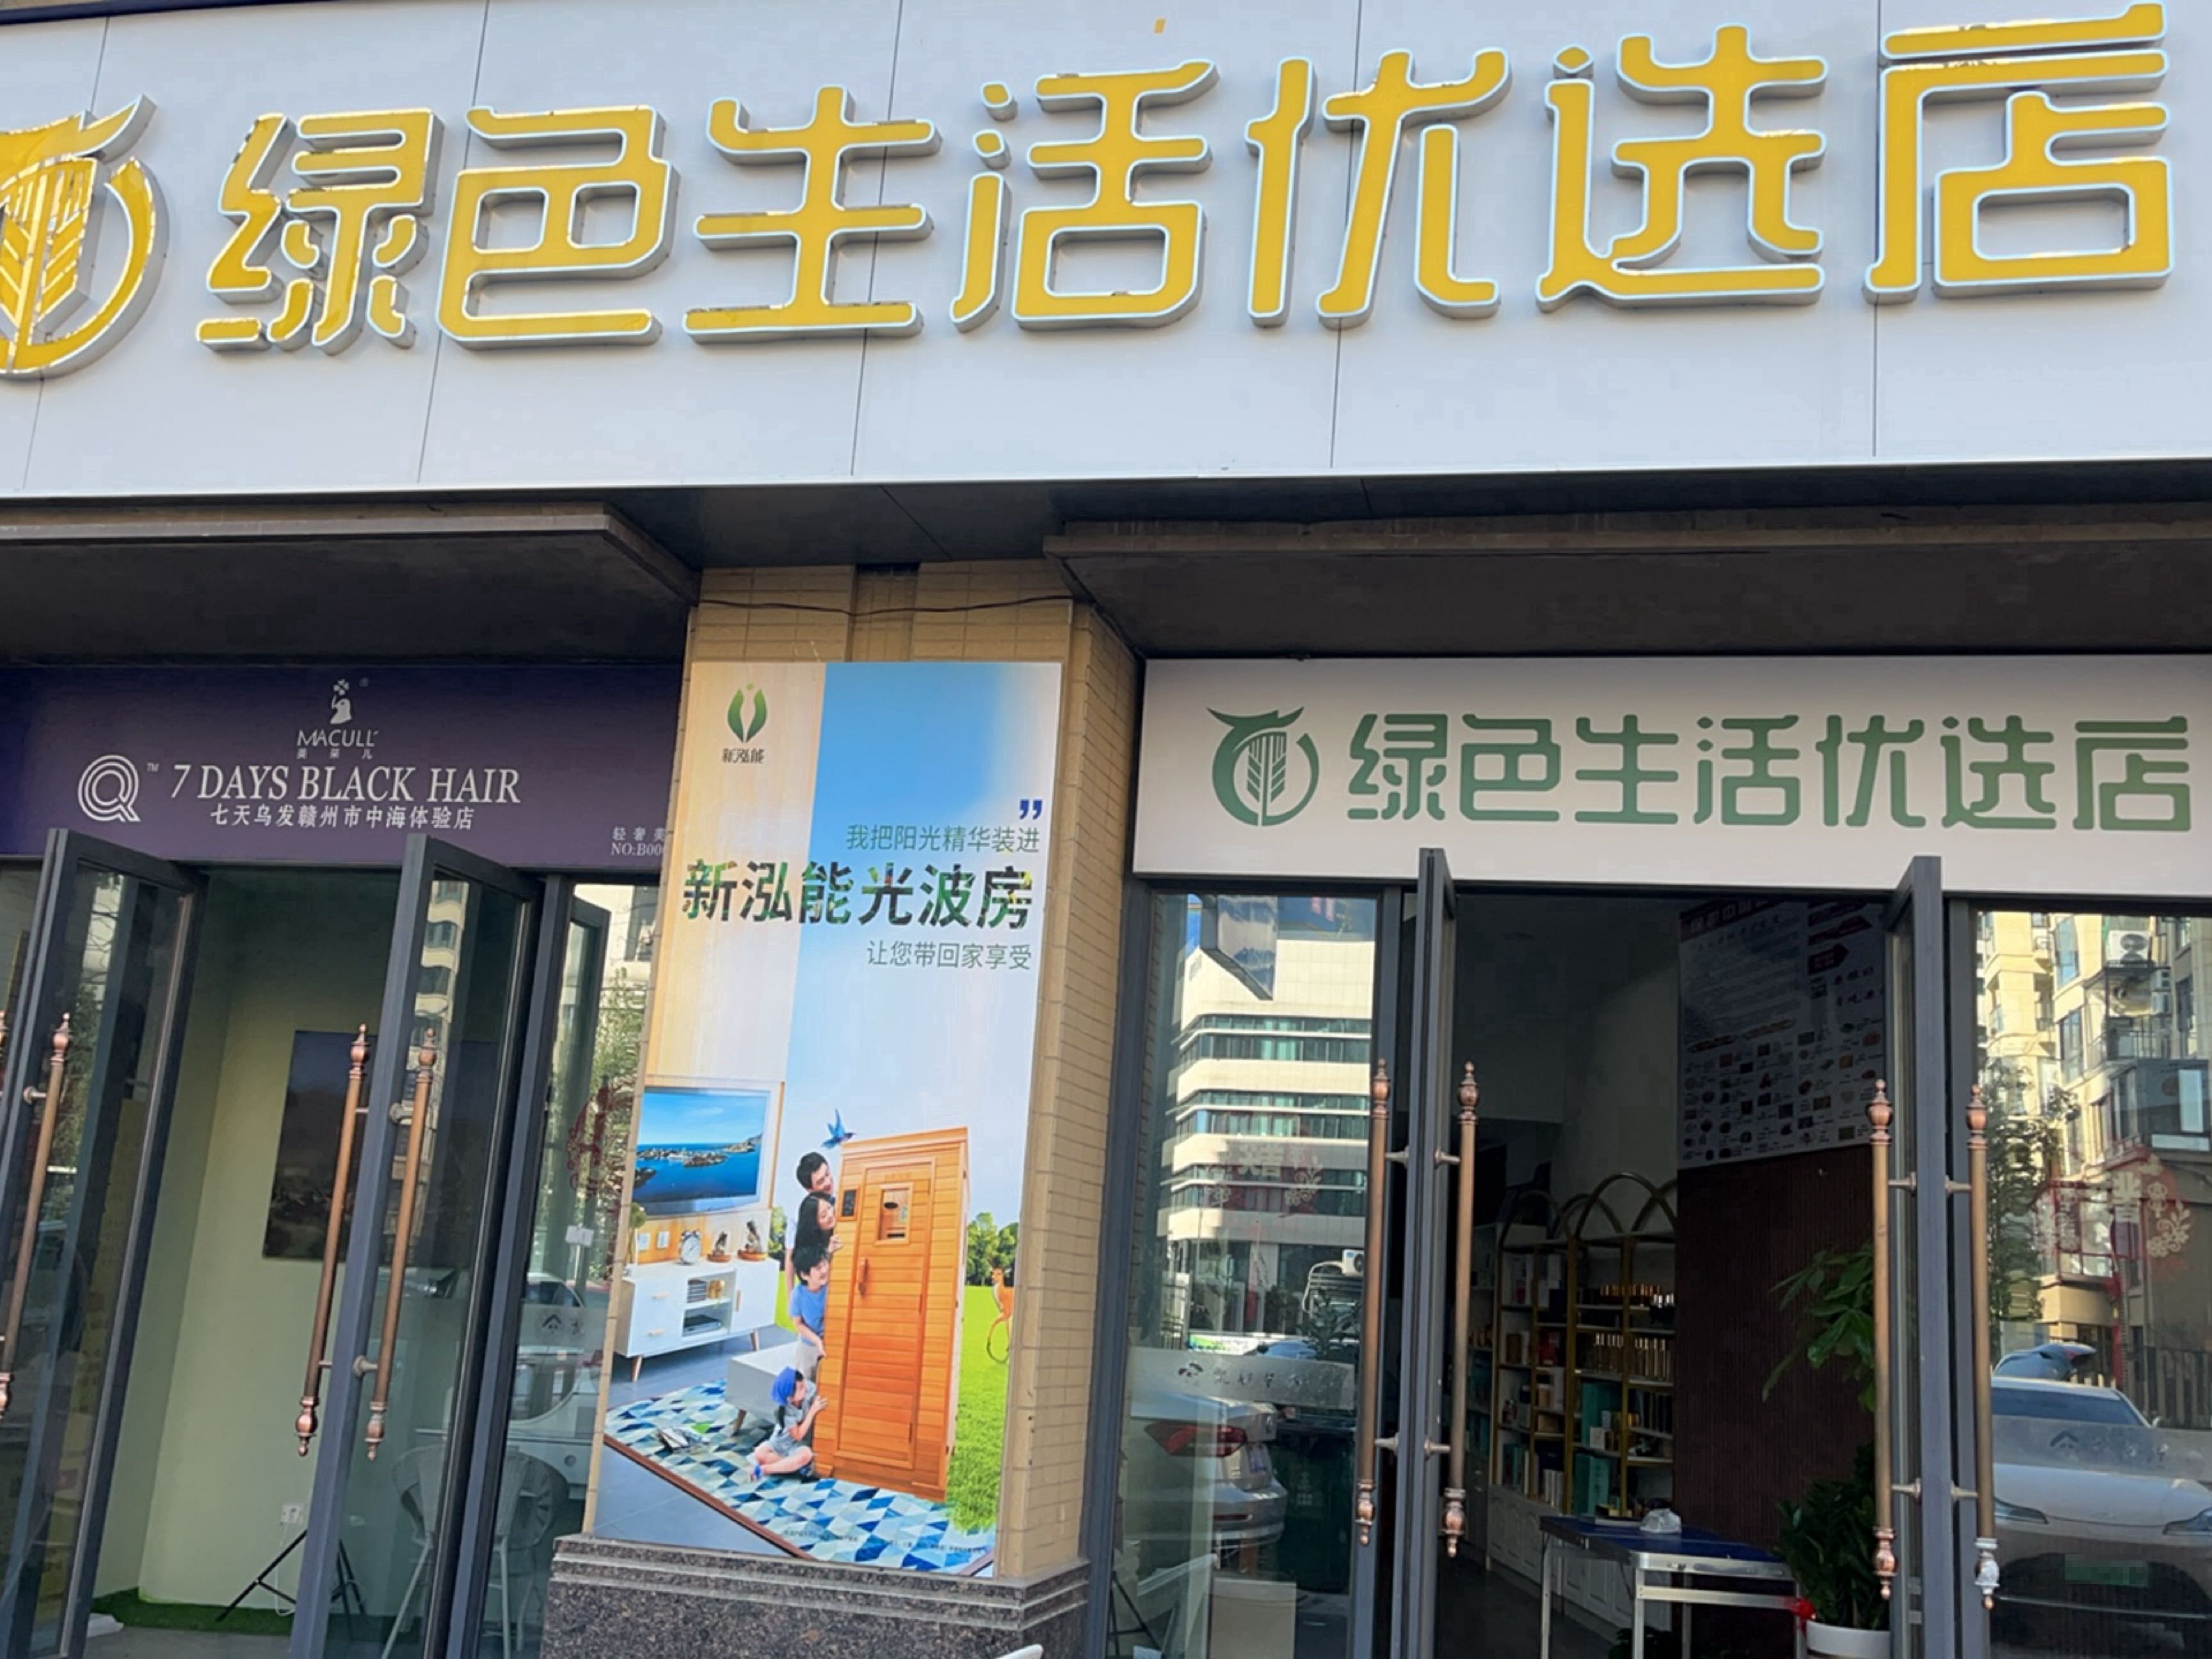 绿色生活优选店
MACULL
美菜儿
7 DAYS BLACK HAIR
七天乌发赣州市中海体验店
轻奢美
NO:B00
新泓能
我把阳光精华装进
新泓能光波房
让您带回家享受
绿色生活优选店